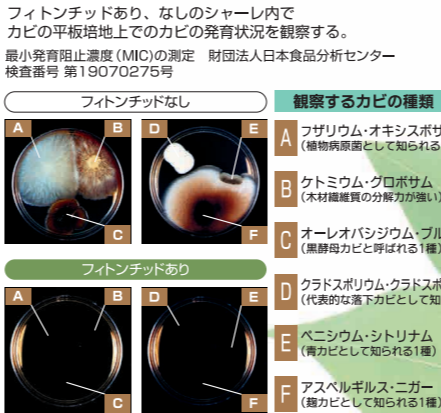 フィトンチッドあり、なしのシャーレ内で
カビの平板培地上でのカビの発育状況を観察する。
最小発育阻止濃度(MIC)の測定 財団法人日本食品分析センター
検査番号 第19070275号
フィトンチッドなし
A B D E
C F
フィトンチッドあり
A B D E
C F
観察するカビの種類
A フザリウム・オキシスポサ
(植物病原菌として知られる
B ケトミウム・グロボサム
(木材繊維質の分解力が強い)
C オーレオバシジウム・プル
(黒酵母カビと呼ばれる1種)
D クラドスポリウム・クラドスポ
(代表的な落下カビとして知
E ペニシウム・シトリナム
(青カビとして知られる1種)
F アスペルギルス・ニガー
(麹カビとして知られる1種)